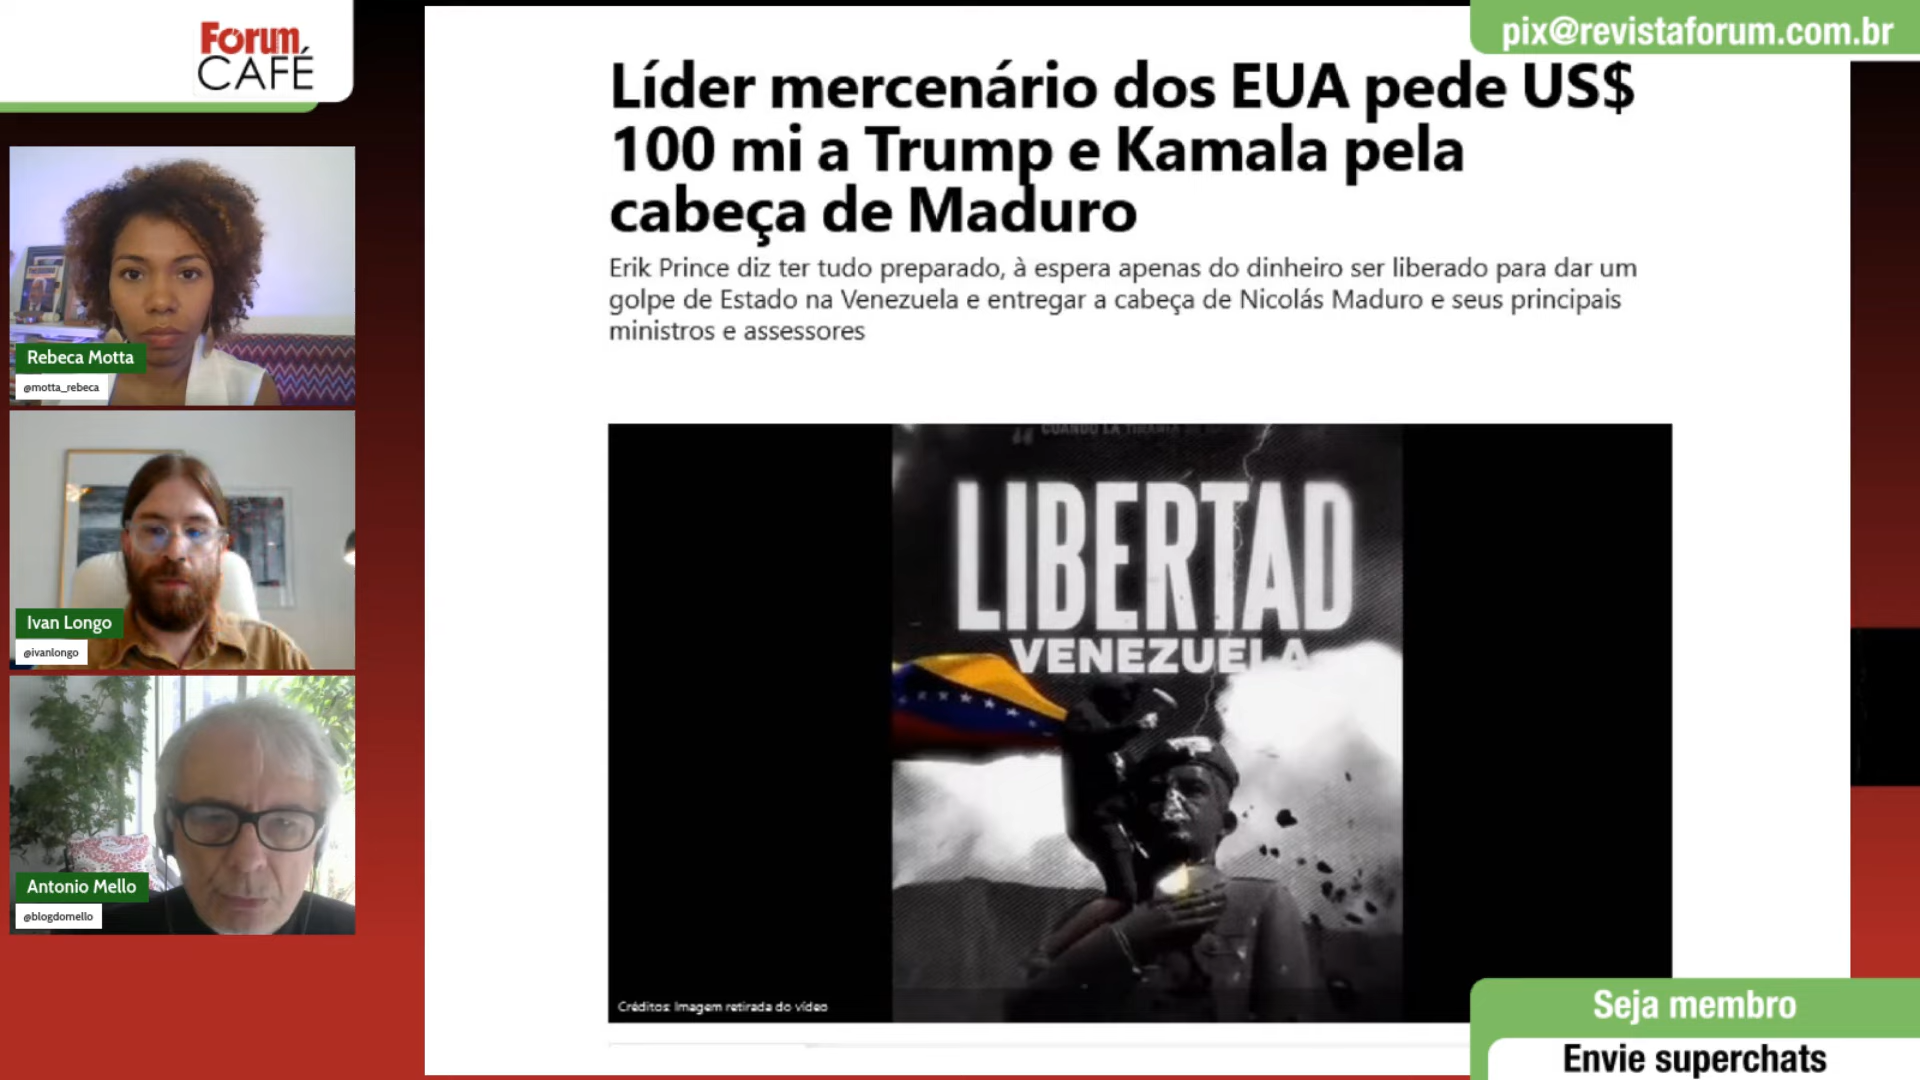 Forum
CAFÉ
pix@revistaforum.com.br
Líder mercenário dos EUA pede US$
100 mi a Trump e Kamala pela
cabeça de Maduro
Erik Prince diz ter tudo preparado, à espera apenas do dinheiro ser liberado para dar um
golpe de Estado na Venezuela e entregar a cabeça de Nicolás Maduro e seus principais
ministros e assessores
Rebeca Motta
@motta_rebeca
Ivan Longo
@ivanlongo
Antonio Mello
@blogdomello
CUANDO LA
LIBERTAD
VENEZUELA
Créditos: Imagem retirada do vídeo
Seja membro
Envie superchats